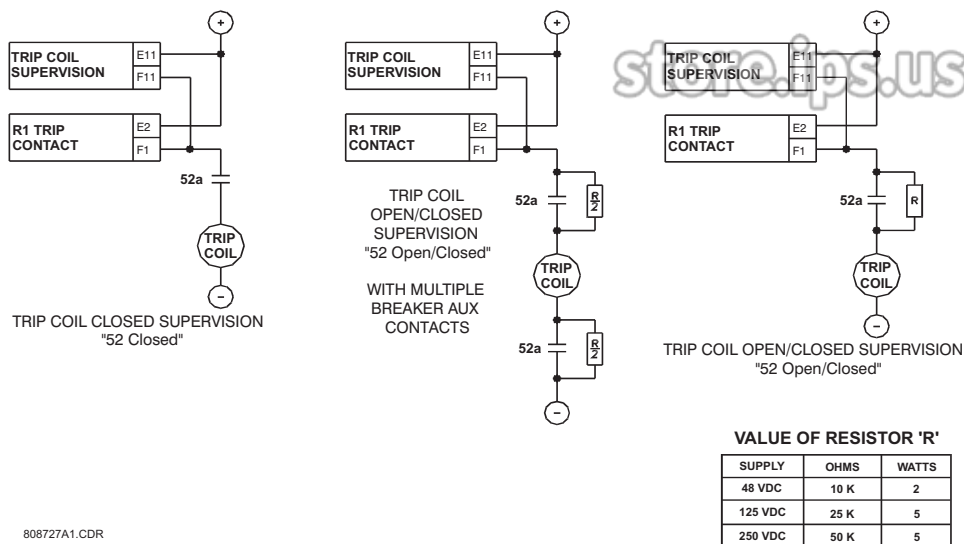 TRIP COIL
SUPERVISION
E11
F11
R1 TRIP
CONTACT
E2
F1
+
52a
TRIP
COIL
−
TRIP COIL CLOSED SUPERVISION
"52 Closed"
TRIP COIL
SUPERVISION
E11
F11
R1 TRIP
CONTACT
E2
F1
+
TRIP COIL
OPEN/CLOSED
SUPERVISION
"52 Open/Closed"
WITH MULTIPLE
BREAKER AUX
CONTACTS
52a
R
2
TRIP
COIL
52a
R
2
−
store.ips.us
TRIP COIL
SUPERVISION
E11
F11
R1 TRIP
CONTACT
E2
F1
+
52a
R
TRIP
COIL
−
TRIP COIL OPEN/CLOSED SUPERVISION
"52 Open/Closed"
VALUE OF RESISTOR 'R'
SUPPLY OHMS WATTS
48 VDC 10 K 2
125 VDC 25 K 5
250 VDC 50 K 5
808727A1.CDR